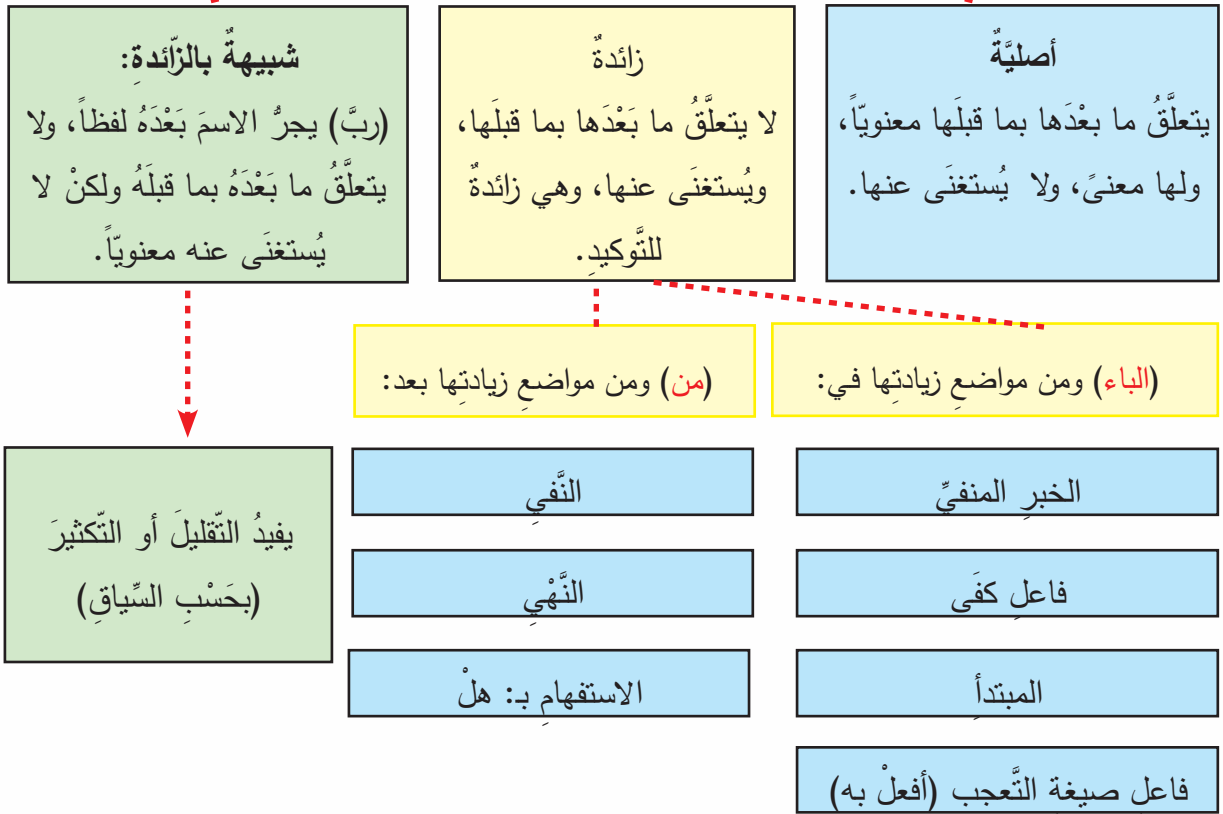 أصليَّةٌ
يتعلَّقُ ما بعْدَها بما قبلَها معنويّاً،
ولها معنىً، ولا يُستغنَى عنها.
زائدةٌ
لا يتعلَّقُ ما بَعْدَها بما قبلَها،
ويُستغنَى عنها، وهي زائدةٌ
للتَّوكيدِ.
شبيهةٌ بالزّائدةِ:
(ربَّ) يجرُّ الاسمَ بَعْدَهُ لفظاً، ولا
يتعلَّقُ ما بَعْدَهُ بما قبلَهُ ولكنْ لا
يُستغنَى عنه معنويّاً.
(الباء) ومن مواضعِ زيادتِها في:
الخبرِ المنفيِّ
فاعلِ كفَى
المبتدأِ
فاعلِ صيغةِ التَّعجب (أفعلْ به)
(من) ومن مواضعِ زيادتِها بعد:
النَّفيِ
النَّهْيِ
الاستفهامِ بـ: هلْ
يفيدُ التّقليلَ أو التّكثيرَ
(بحَسْبِ السِّياقِ)